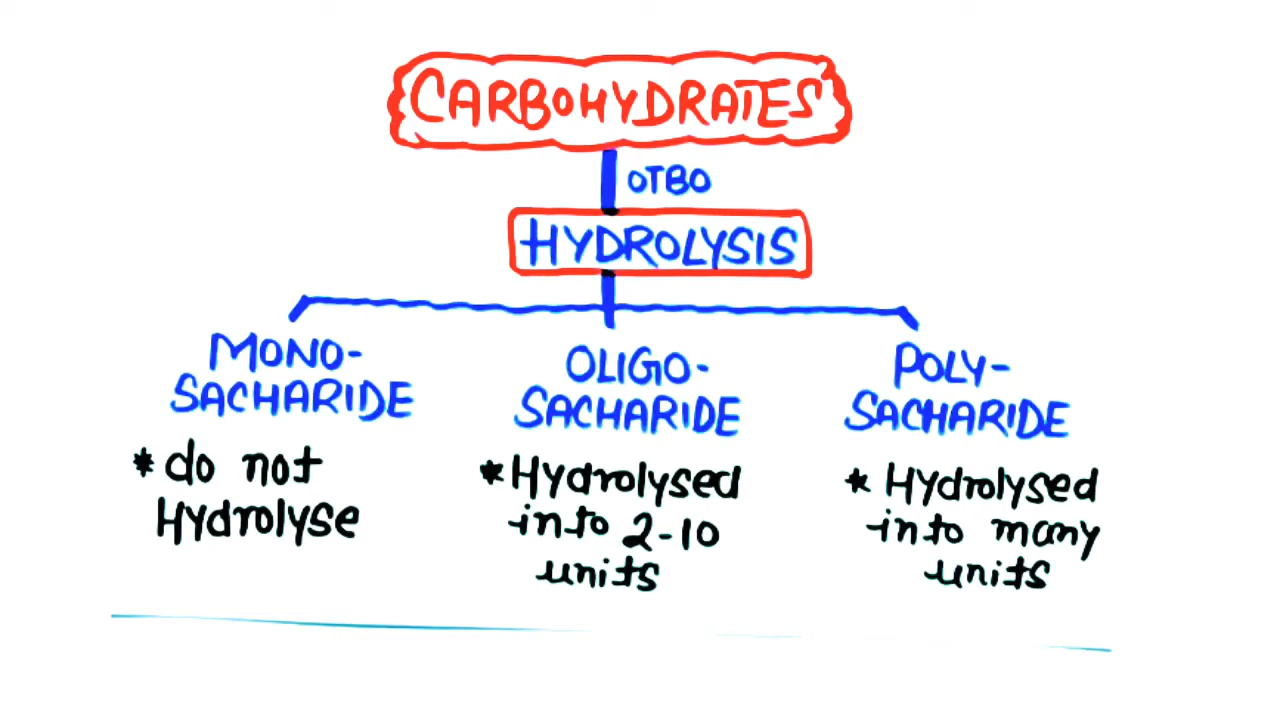 CARBOHYDRATES
OTBO
HYDROLYSIS
MONO-
SACHARIDE
* do not
Hydrolyse
OLIGO-
SACHARIDE
* Hydrolysed
into 2-10
units
POLY-
SACHARIDE
* Hydrolysed
into many
units